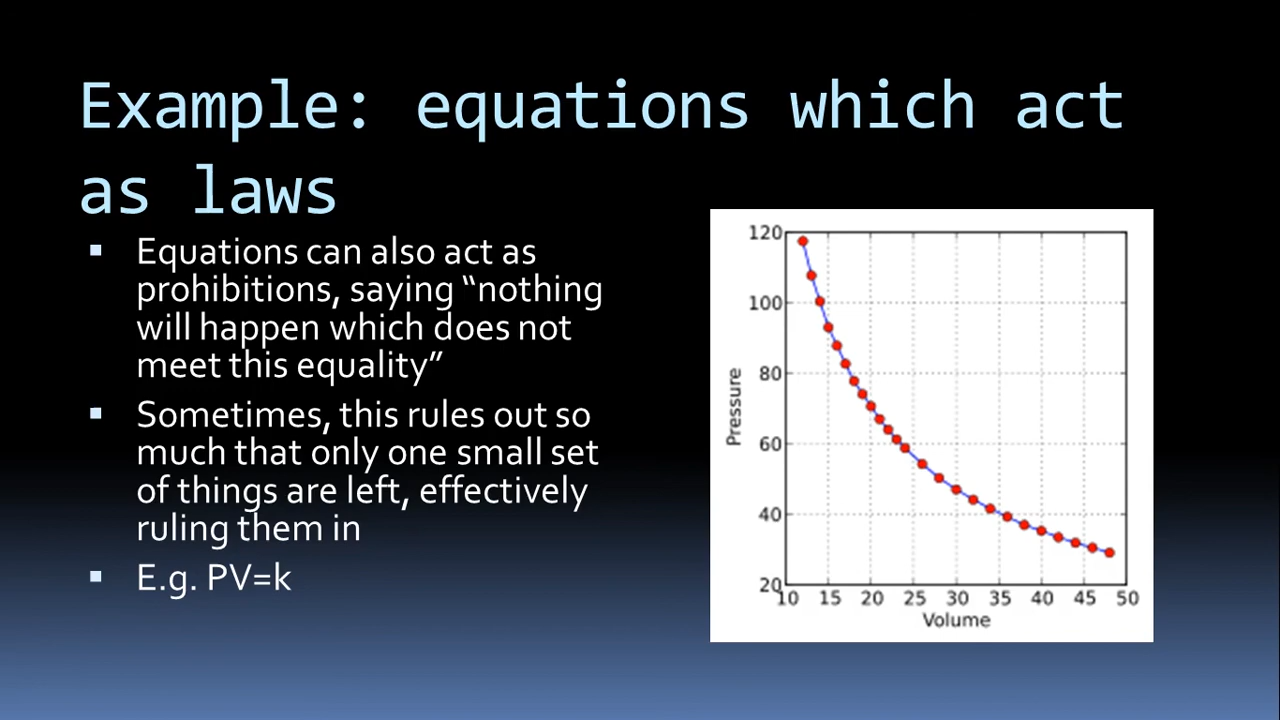 Example: equations which act
as laws
▪ Equations can also act as
prohibitions, saying “nothing
will happen which does not
meet this equality”
▪ Sometimes, this rules out so
much that only one small set
of things are left, effectively
ruling them in
▪ E.g. PV=k
120
100
80
60
40
20
Pressure
10 15 20 25 30 35 40 45 50
Volume